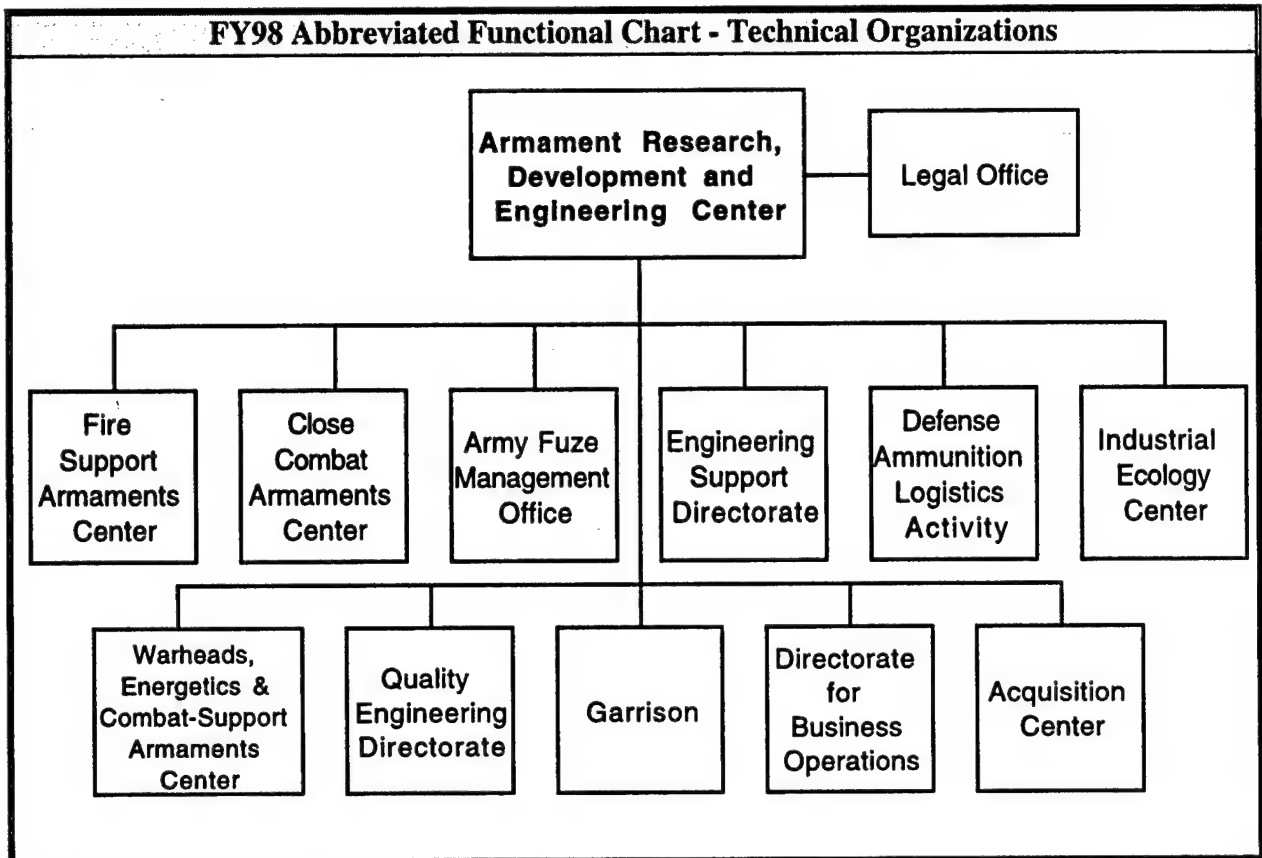 FY98 Abbreviated Functional Chart - Technical Organizations
Armament Research,
Development and
Engineering Center
Legal Office
Fire
Support
Armaments
Center
Close
Combat
Armaments
Center
Army Fuze
Management
Office
Engineering
Support
Directorate
Defense
Ammunition
Logistics
Activity
Industrial
Ecology
Center
Warheads,
Energetics &
Combat-Support
Armaments
Center
Quality
Engineering
Directorate
Garrison
Directorate
for
Business
Operations
Acquisition
Center